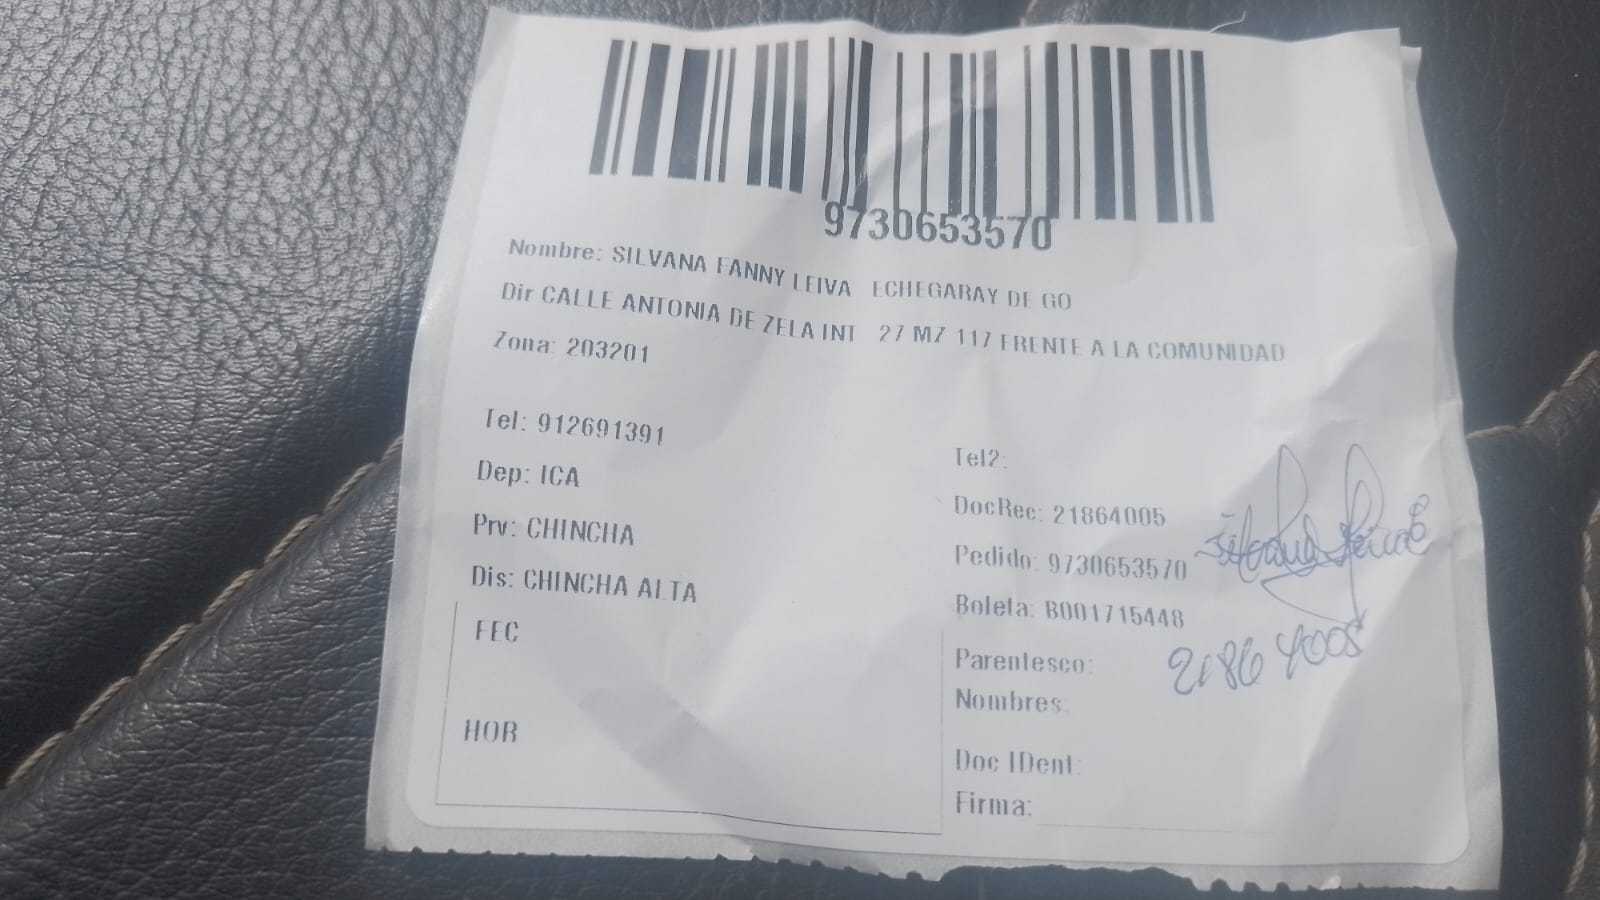 9730653570
Nombre: SILVANA FANNY LEIVA ECHEGARAY DE GO
Dir CALLE ANTONIA DE ZELA INT 27 MZ 117 FRENTE A LA COMUNIDAD
Zona: 203201
Tel: 912691391
Tel2:
Dep: ICA
DocRec: 21864005
Prv: CHINCHA
Pedido: 9730653570
Dis: CHINCHA ALTA
Boleta: B001715448
FEC
Parentesco:
21864005
Nombres:
HOR
Doc IDent:
Firma: